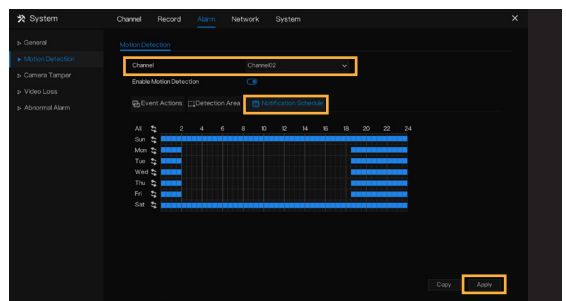 System Channel Record Alarm Network System ×
General
Motion Detection
Camera Tamper
Video Loss
Abnormal Alarm
Motion Detection
Channel Channel02
Enable Motion Detection
Event Actions Detection Area Notification Schedule
All 2 4 6 8 10 12 14 16 18 20 22 24
Sun
Mon
Tue
Wed
Thu
Fri
Sat
Copy Apply